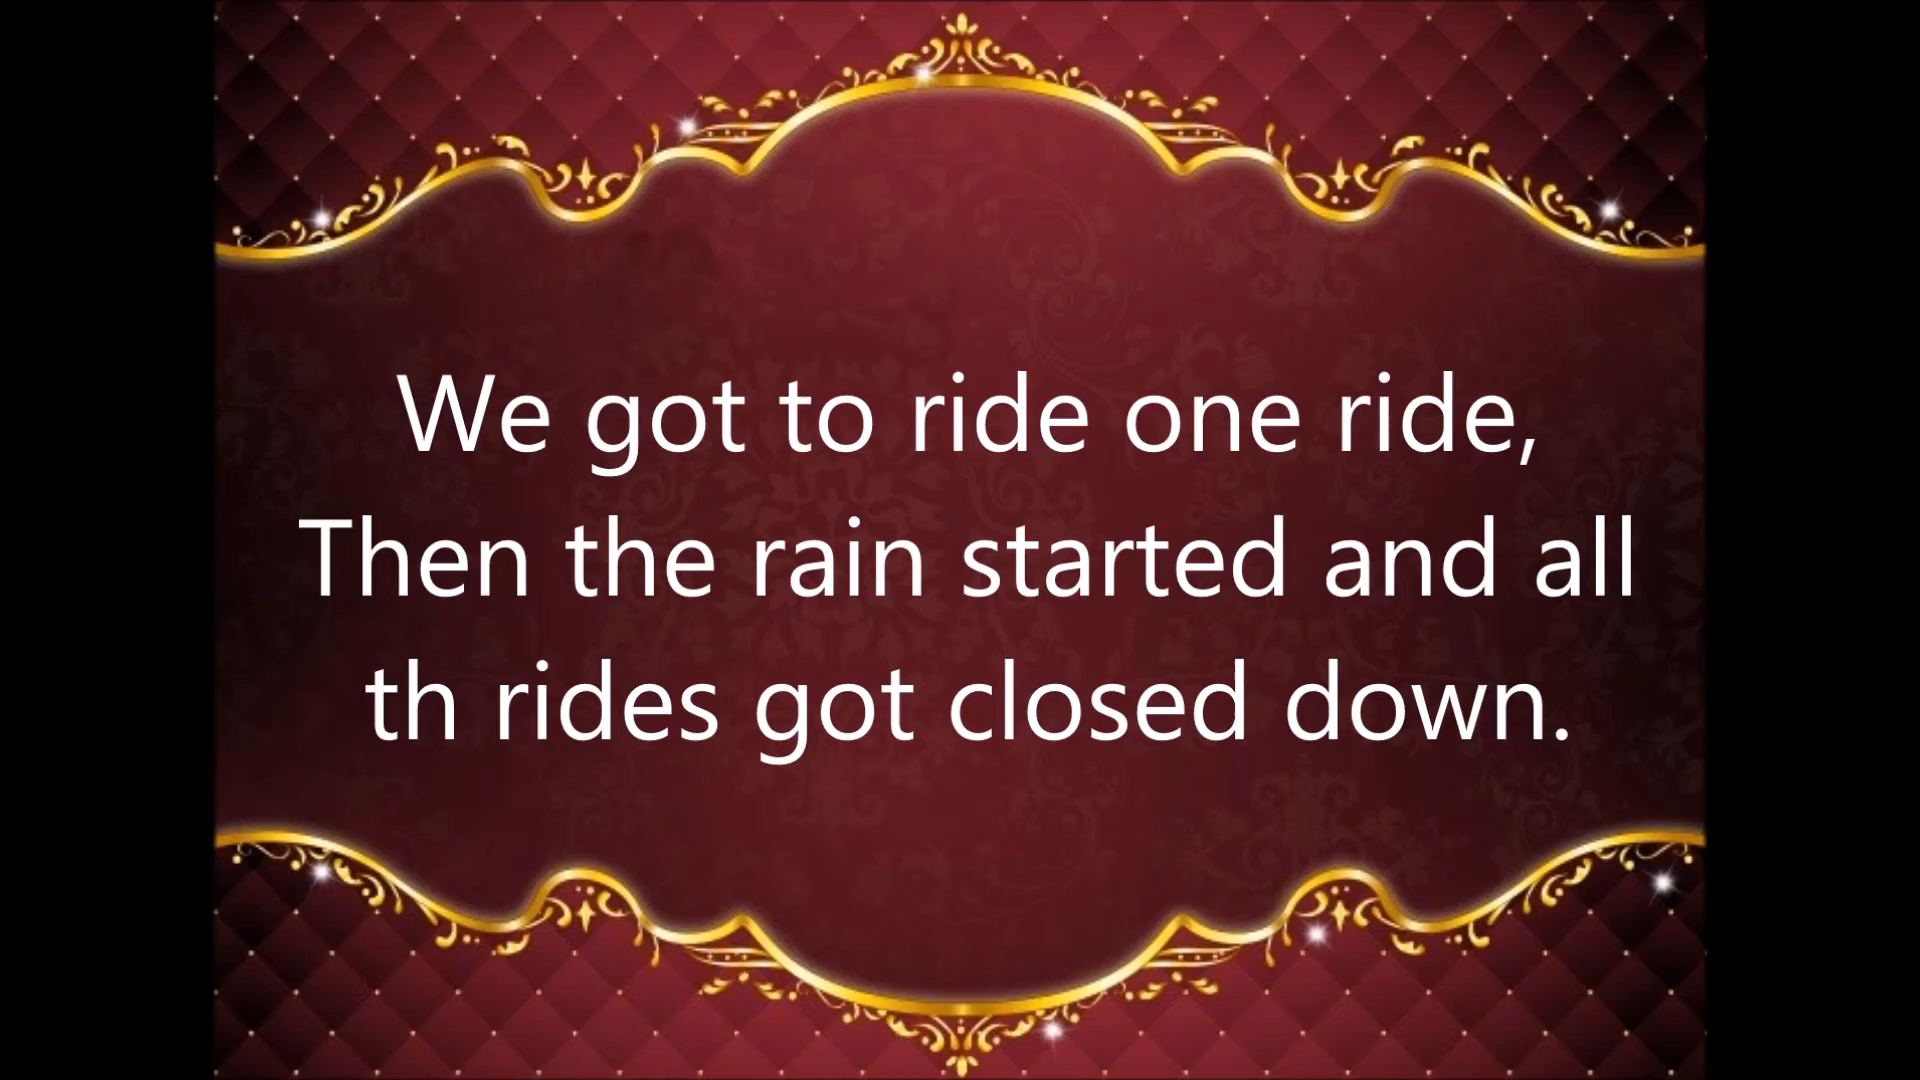 We got to ride one ride,
Then the rain started and all
th rides got closed down.